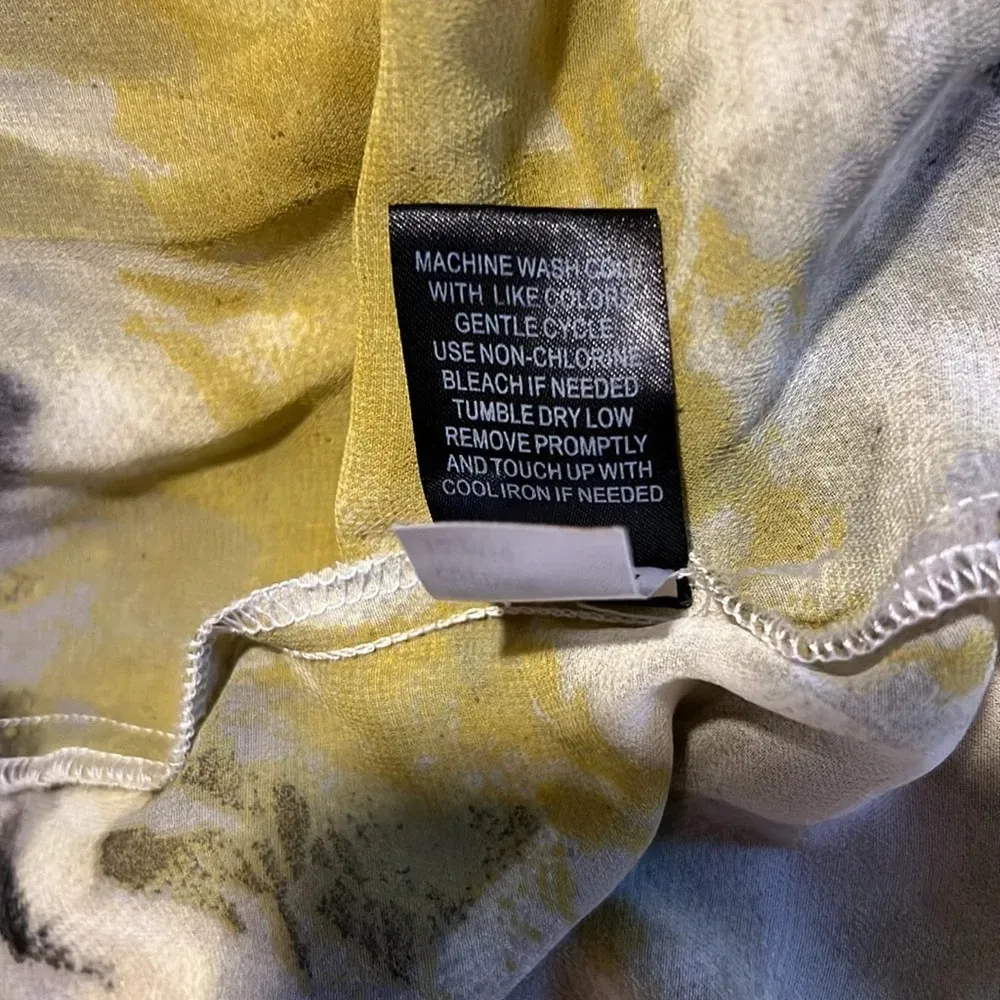 MACHINE WASH COLD
WITH LIKE COLORS
GENTLE CYCLE
USE NON-CHLORINE
BLEACH IF NEEDED
TUMBLE DRY LOW
REMOVE PROMPTLY
AND TOUCH UP WITH
COOL IRON IF NEEDED